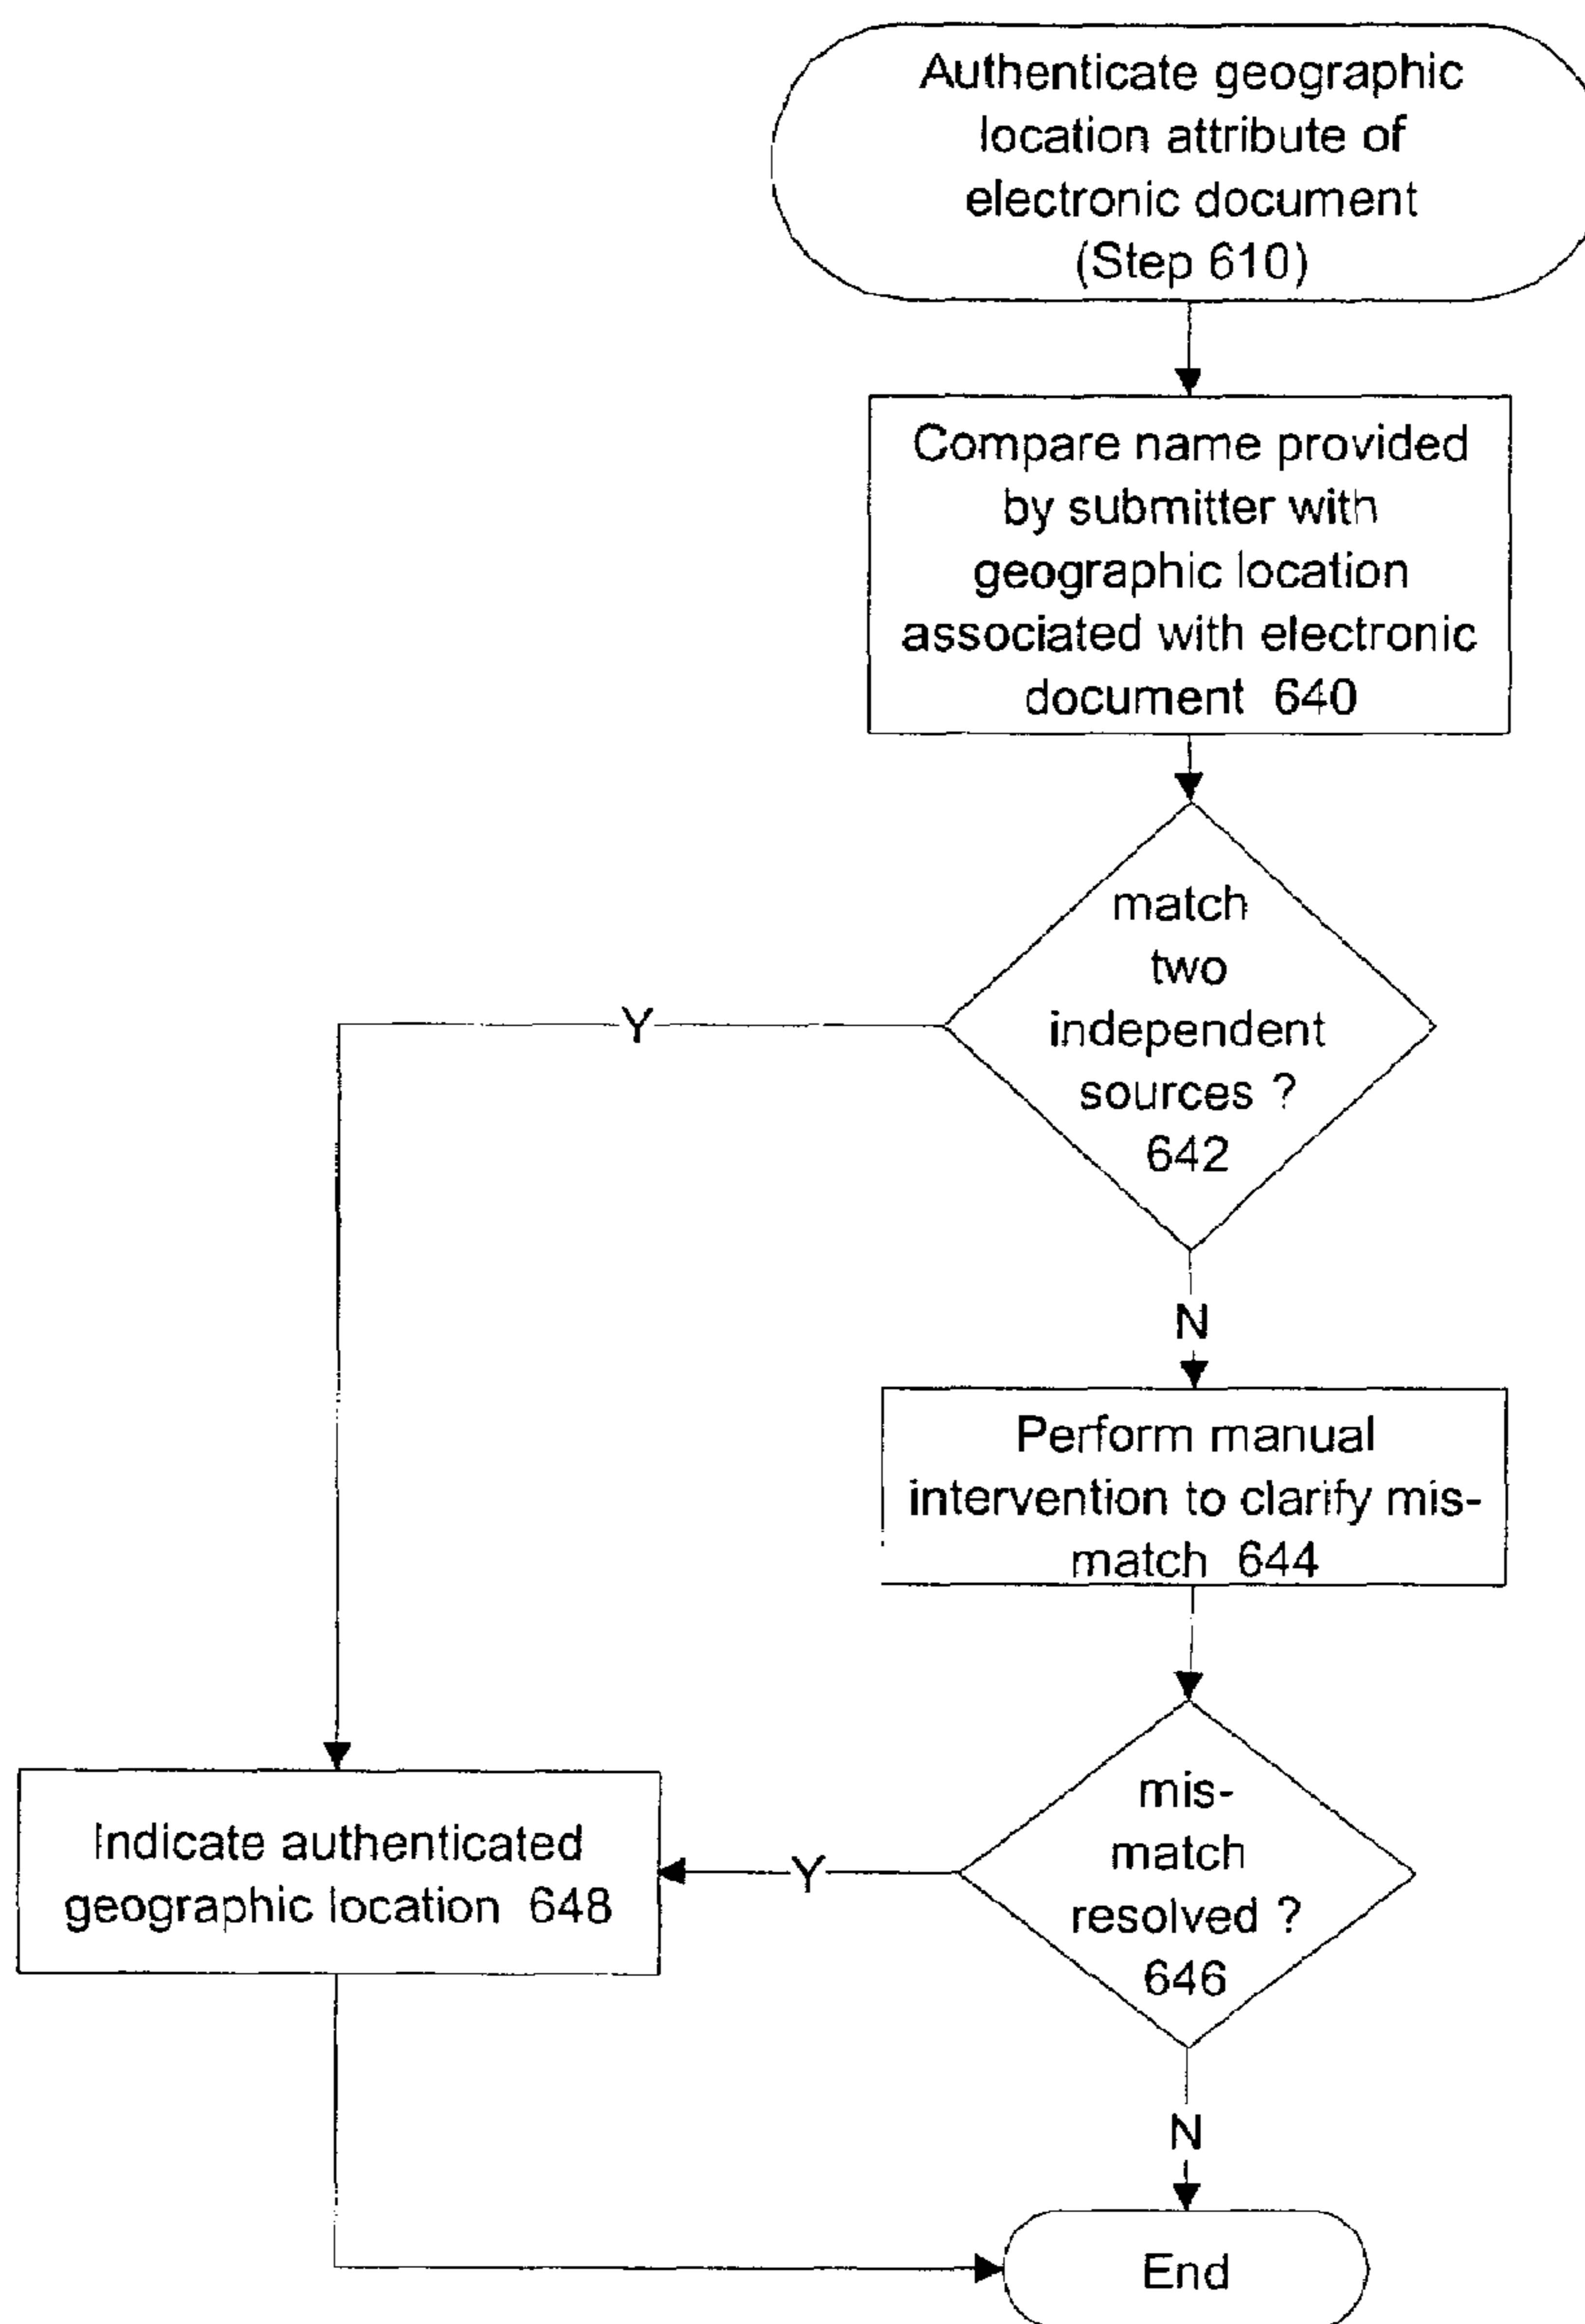 Authenticate geographic
location attribute of
electronic document
(Step 610)
Compare name provided
by submitter with
geographic location
associated with electronic
document 640
match
two
independent
sources ?
642
Y
N
Perform manual
intervention to clarify mis-
match 644
mis-
match
resolved ?
646
Y
Indicate authenticated
geographic location 648
N
End